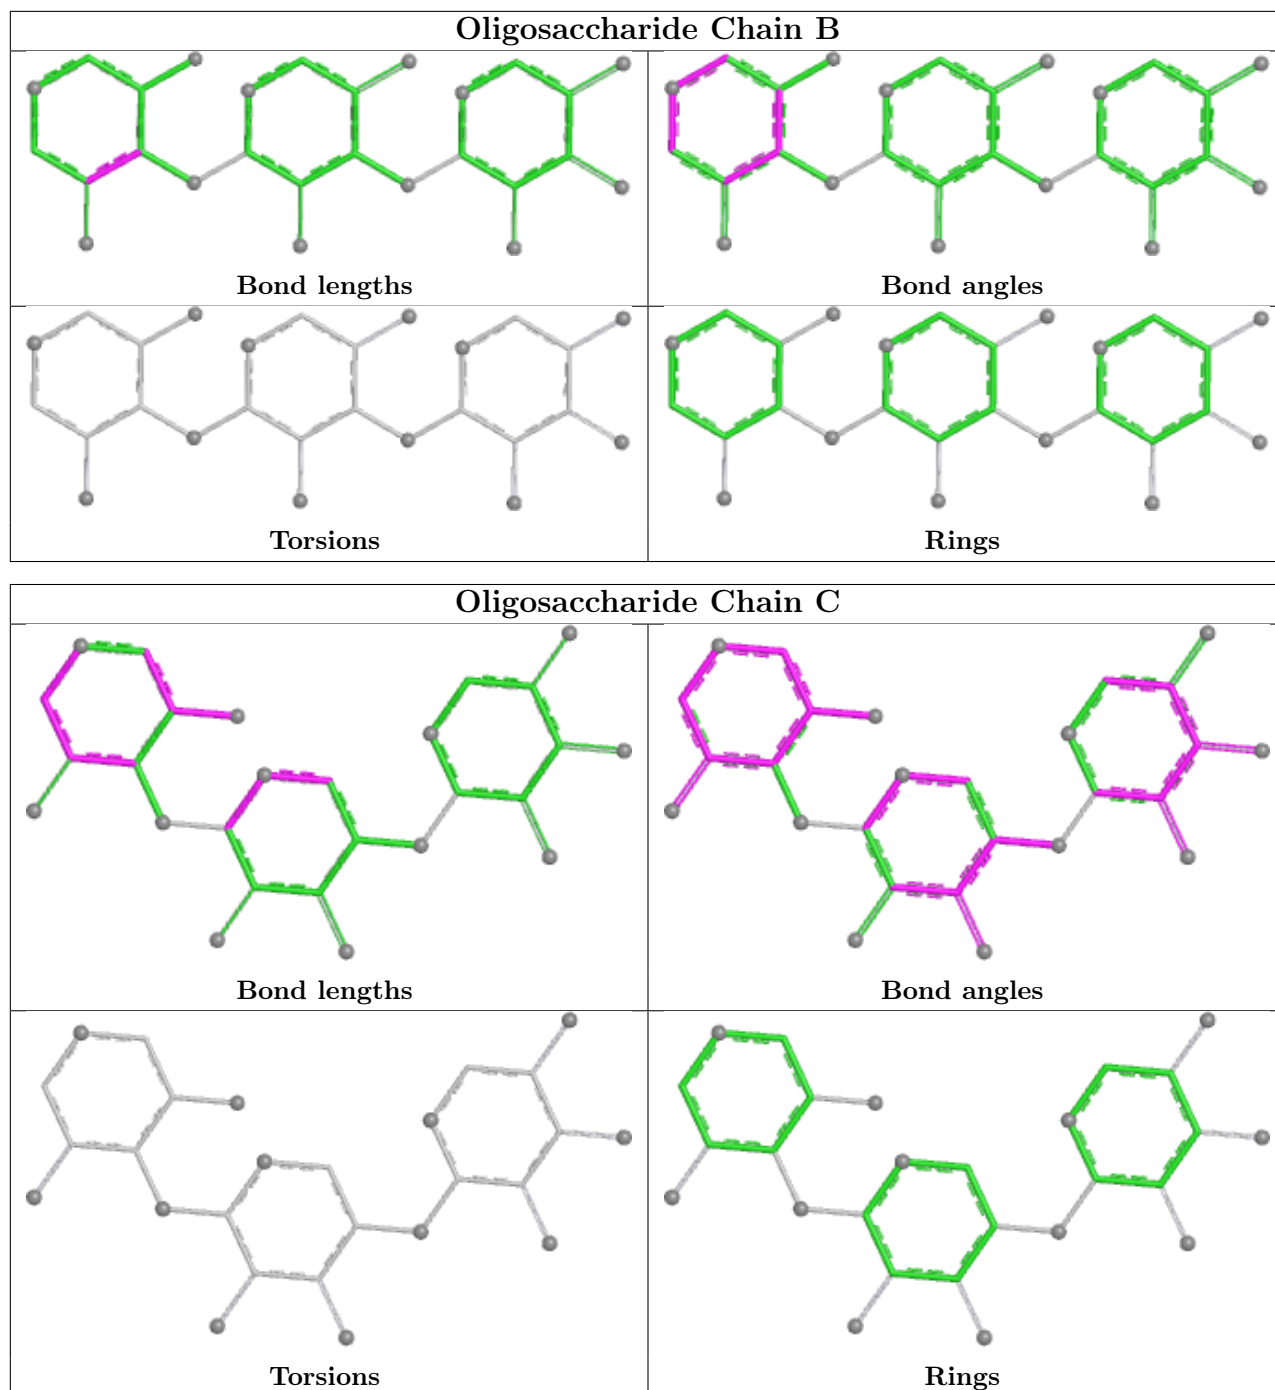 Oligosaccharide Chain B
Bond lengths
Bond angles
Torsions
Rings
Oligosaccharide Chain C
Bond lengths
Bond angles
Torsions
Rings